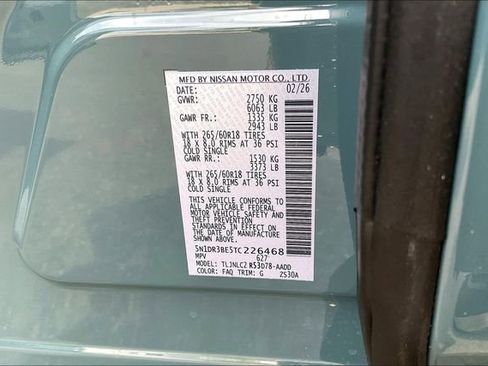 MFD BY NISSAN MOTOR CO., LTD.
DATE: 02/26
GVWR: 2750 KG
6063 LB
GAWR FR.: 1335 KG
2943 LB
WITH 265/60R18 TIRES
18 X 8.0 RIMS AT 36 PSI
COLD SINGLE
GAWR RR.: 1530 KG
3373 LB
WITH 265/60R18 TIRES
18 X 8.0 RIMS AT 36 PSI
COLD SINGLE
THIS VEHICLE CONFORMS TO
ALL APPLICABLE FEDERAL
MOTOR VEHICLE SAFETY AND
THEFT PREVENTION
STANDARDS IN EFFECT ON
THE DATE OF MANUFACTURE
SHOWN ABOVE.
5N1DR3BE5TC226468
MPV 627
MODEL: TLJNLC2 R53D78-AADD
COLOR: FAQ TRIM: G 2S30A